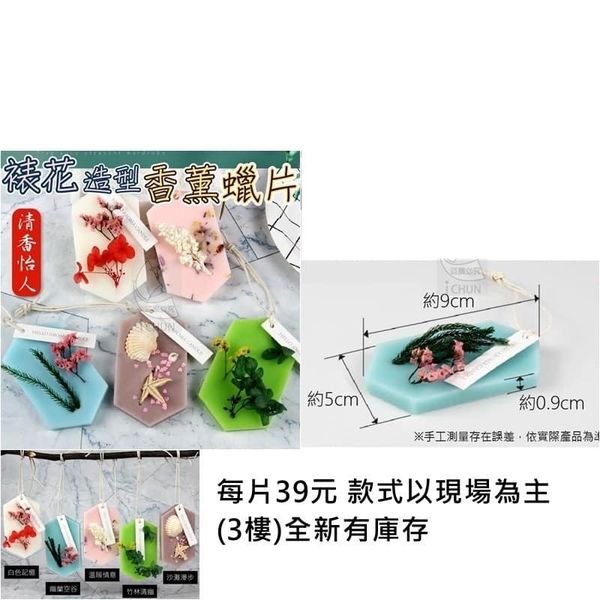 裱花造型香薰蠟片
清香怡人
iCHUN
約9cm
約5cm
約0.9cm
※手工測量存在誤差，依實際產品為準
白色記憶
幽蘭空谷
溫暖情意
竹林清幽
沙灘漫步
每片39元 款式以現場為主
(3樓)全新有庫存